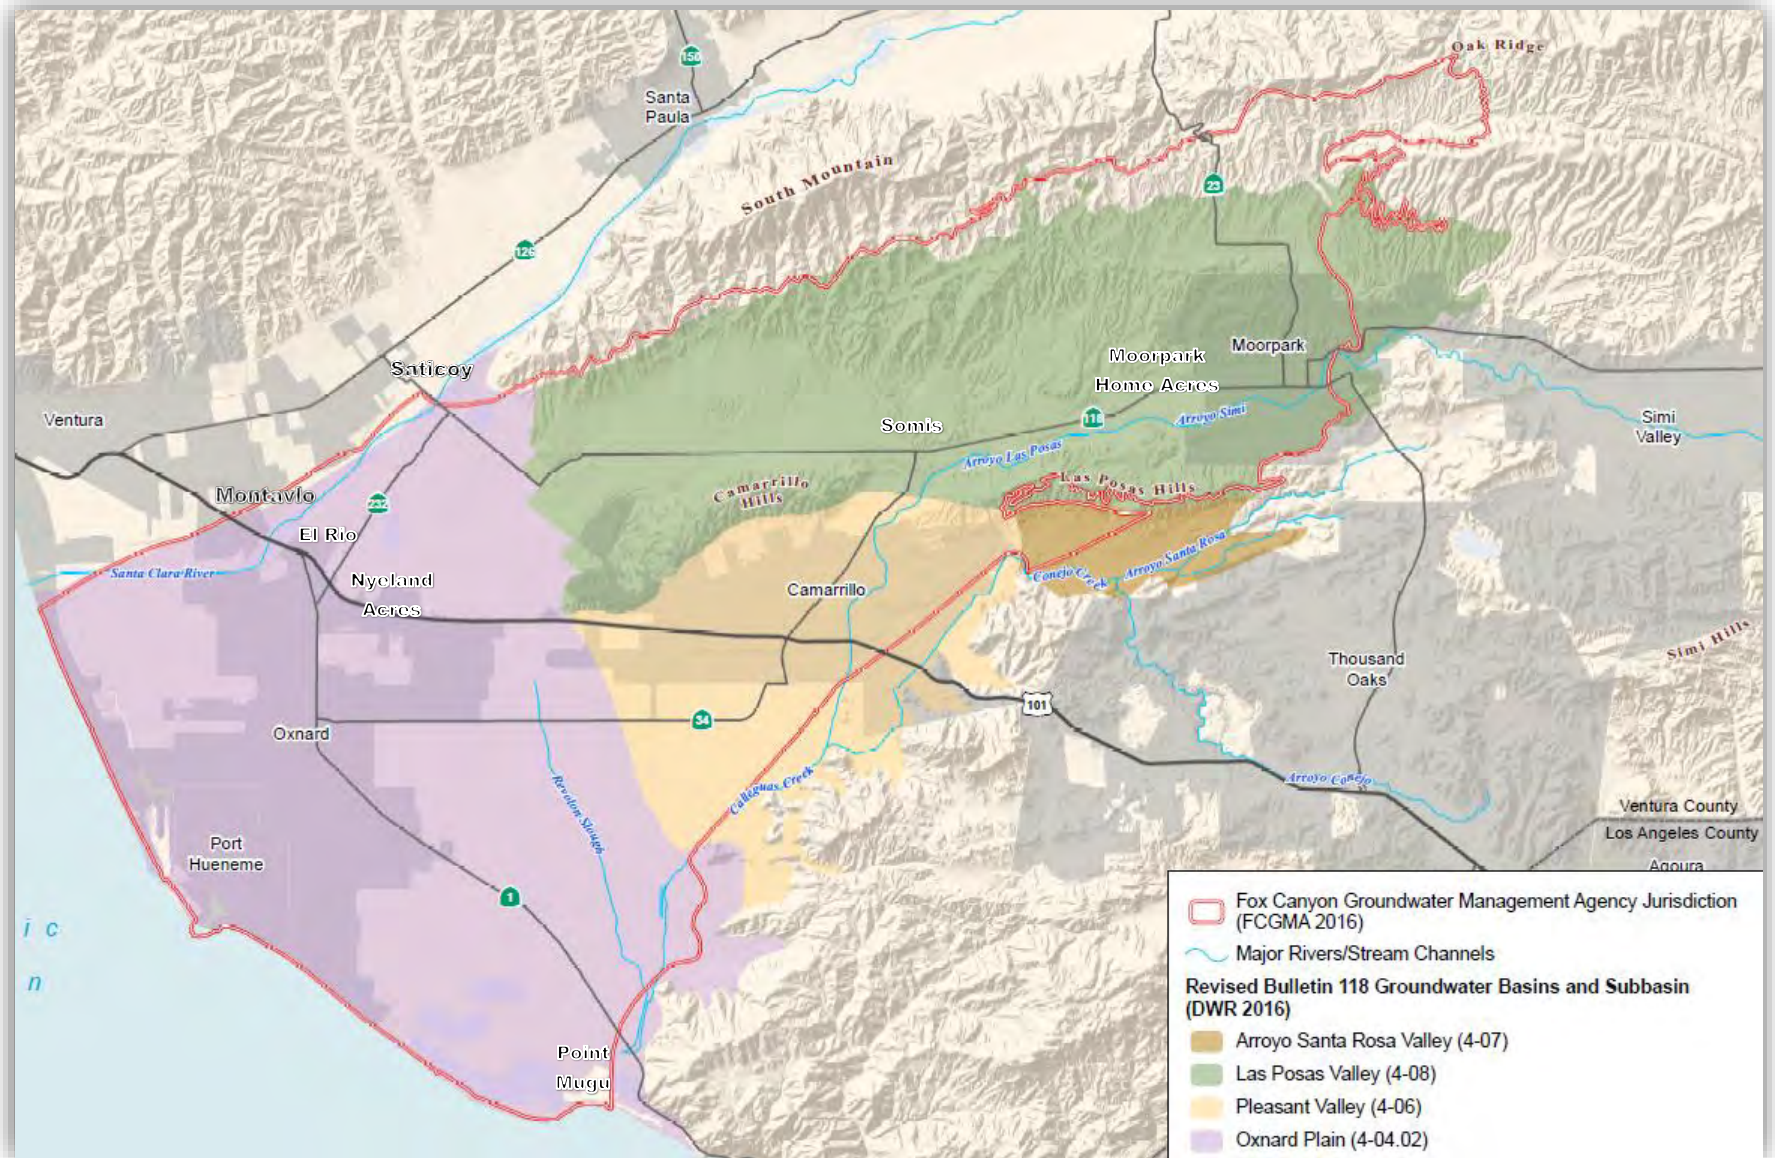 Oak Ridge
150
Santa
Paula
South Mountain
23
126
Saticoy
Moorpark
Moorpark
Home Acres
Ventura
Somis
118
Arroyo Simi
Simi
Valley
Arroyo Las Posas
Montavlo
232
Camarrillo
Hills
Las Posas Hills
El Rio
Arroyo Santa Rosa
Santa Clara River
Nyeland
Acres
Camarrillo
Conejo Creek
Simi Hills
Thousand
Oaks
101
34
Oxnard
Revolon Slough
Calleguas Creek
Arroyo Conejo
Ventura County
Los Angeles County
Agoura
Port
Hueneme
1
i c
n
Point
Mugu
Fox Canyon Groundwater Management Agency Jurisdiction
(FCGMA 2016)
Major Rivers/Stream Channels
Revised Bulletin 118 Groundwater Basins and Subbasin
(DWR 2016)
Arroyo Santa Rosa Valley (4-07)
Las Posas Valley (4-08)
Pleasant Valley (4-06)
Oxnard Plain (4-04.02)